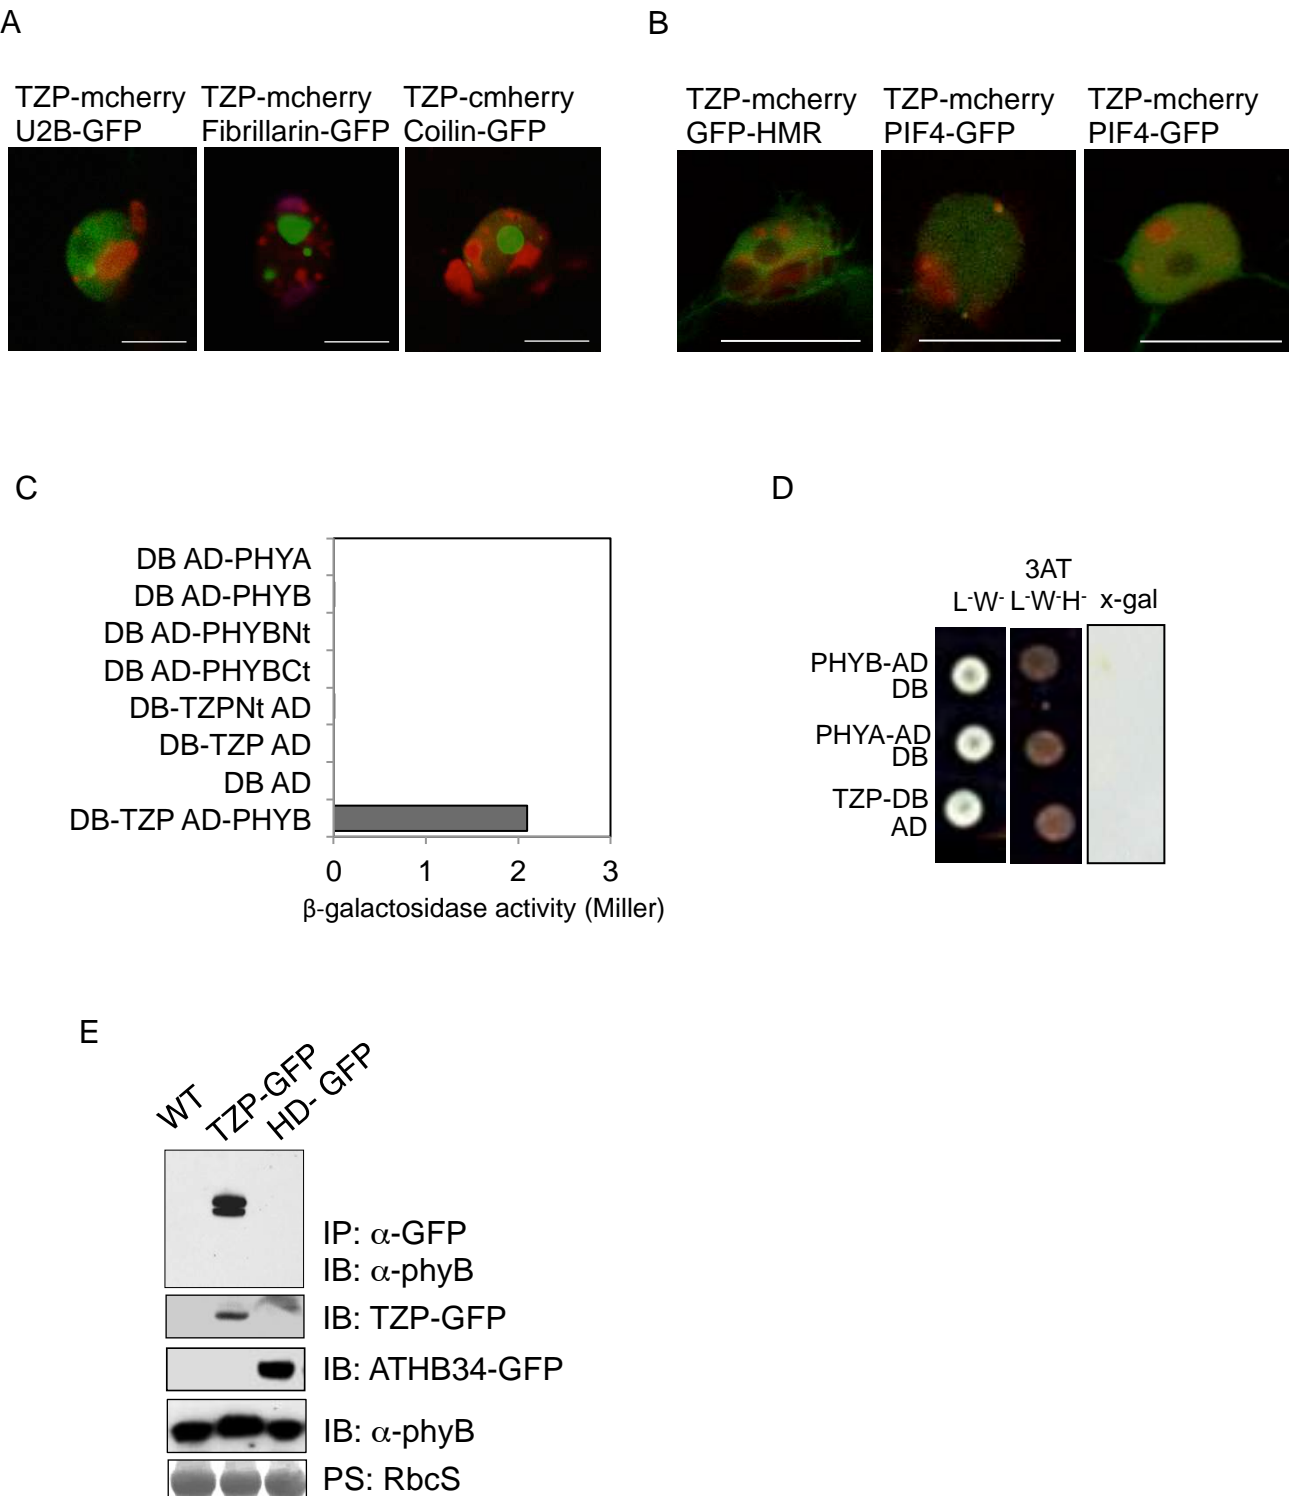 A
B
TZP-mcherry TZP-mcherry TZP-cmherry
U2B-GFP Fibrillarin-GFP Coilin-GFP
TZP-mcherry TZP-mcherry TZP-mcherry
GFP-HMR PIF4-GFP PIF4-GFP
C
D
DB AD-PHYA
DB AD-PHYB
DB AD-PHYBNt
DB AD-PHYBCt
DB-TZPNt AD
DB-TZP AD
DB AD
DB-TZP AD-PHYB
0 1 2 3
β-galactosidase activity (Miller)
3AT
L-W- L-W-H- x-gal
PHYB-AD
DB
PHYA-AD
DB
TZP-DB
AD
E
WT TZP-GFP HD- GFP
IP: α-GFP
IB: α-phyB
IB: TZP-GFP
IB: ATHB34-GFP
IB: α-phyB
PS: RbcS